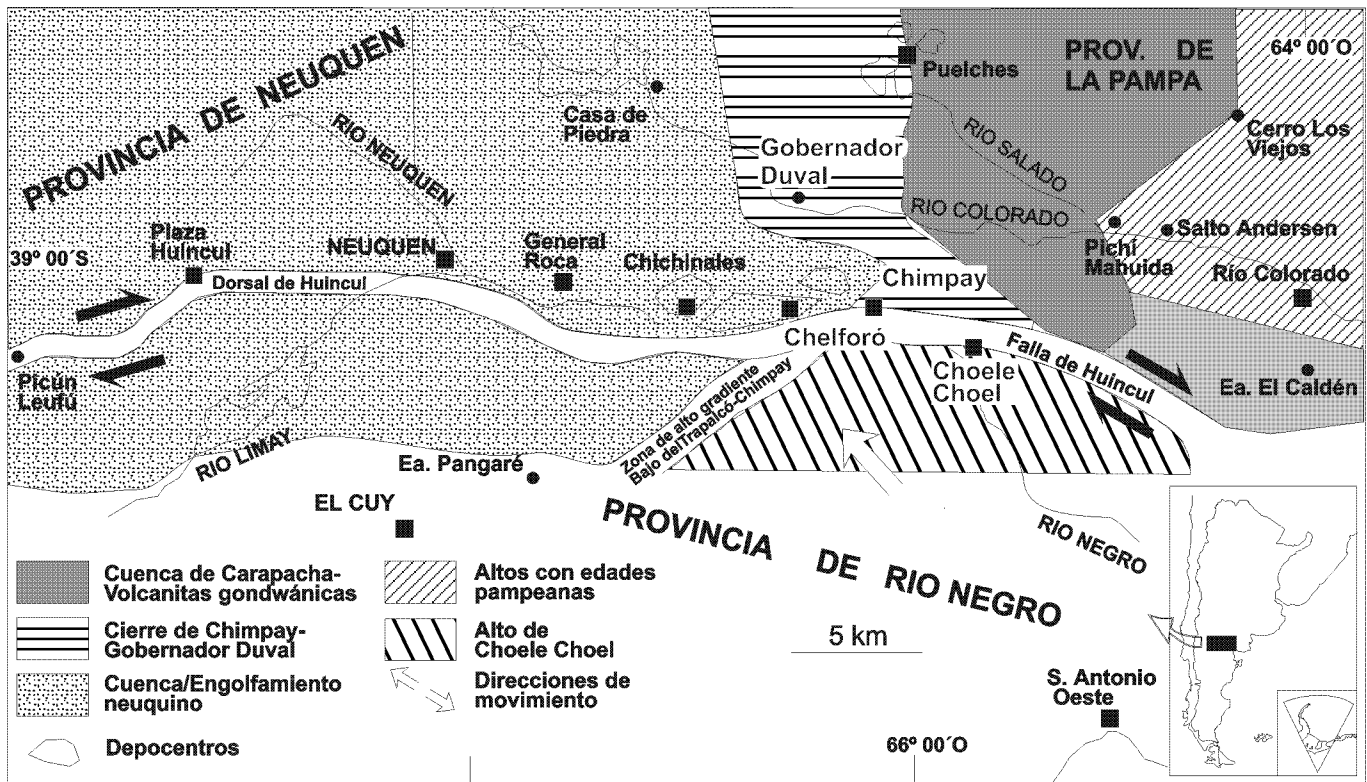 PROVINCIA DE NEUQUEN
PROV. DE
LA PAMPA
64º 00´O
Puelches
Casa de
Piedra
Cerro Los
Viejos
RIO NEUQUEN
RIO SALADO
Gobernador
Duval
RIO COLORADO
Plaza
Huincul
NEUQUEN
General
Roca
Chichinales
Pichi
Mahuida
Salto Andersen
Río Colorado
39º 00´S
Dorsal de Huincul
Chimpay
Chelforó
Falla de Huincul
Choele
Choel
Picún
Leufú
Ea. El Caldén
Zona de alto gradiente
Bajo delTrapalcó-Chimpay
RIO LIMAY
Ea. Pangaré
EL CUY
PROVINCIA DE RIO NEGRO
RIO NEGRO
Cuenca de Carapacha-
Volcanitas gondwánicas
Altos con edades
pampeanas
Cierre de Chimpay-
Gobernador Duval
Alto de
Choele Choel
Cuenca/Engolfamiento
neuquino
Direcciones de
movimiento
Depocentros
5 km
S. Antonio
Oeste
66º 00´O